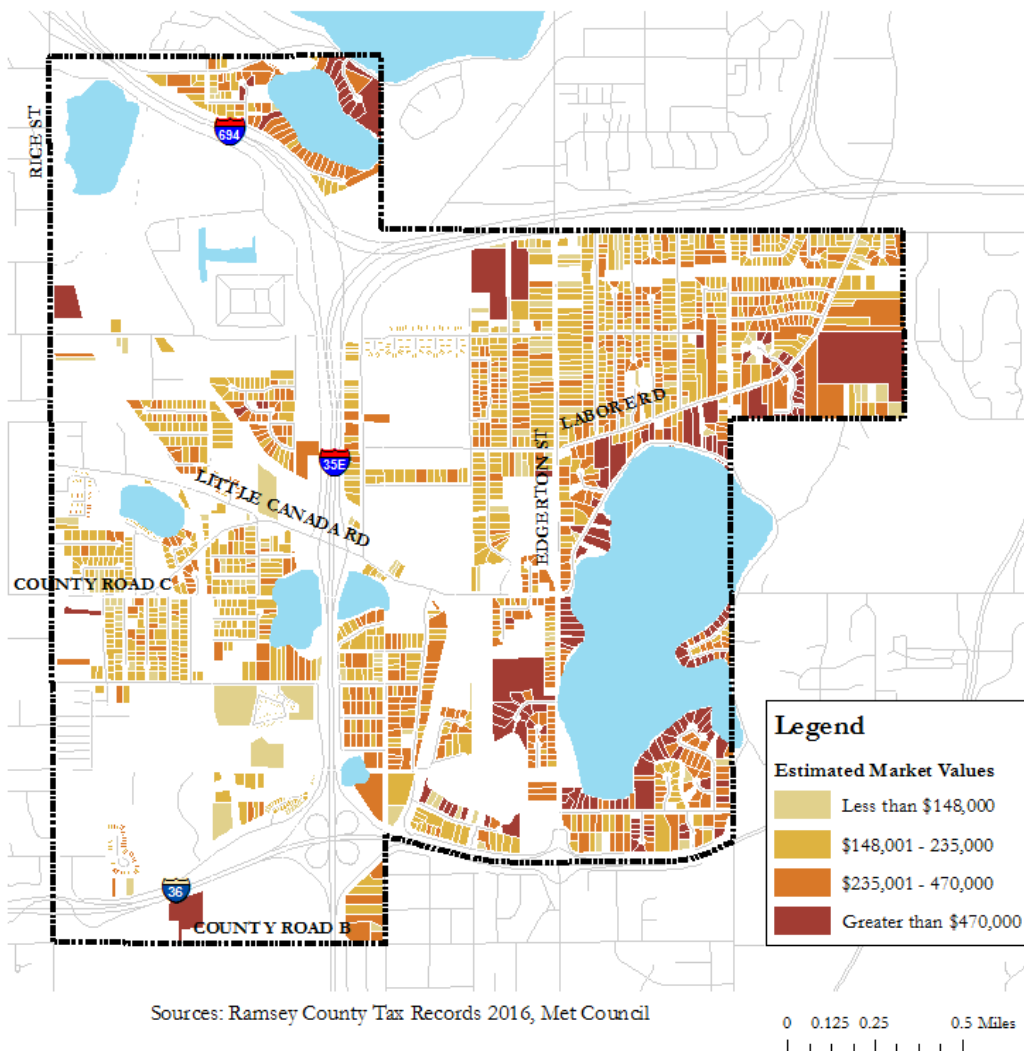 RICE ST
694
LABORE RD
35E
EDGERTON ST
LITTLE CANADA RD
COUNTY ROAD C
Legend
Estimated Market Values
Less than $148,000
$148,001 - 235,000
$235,001 - 470,000
Greater than $470,000
36
COUNTY ROAD B
Sources: Ramsey County Tax Records 2016, Met Council
0 0.125 0.25 0.5 Miles